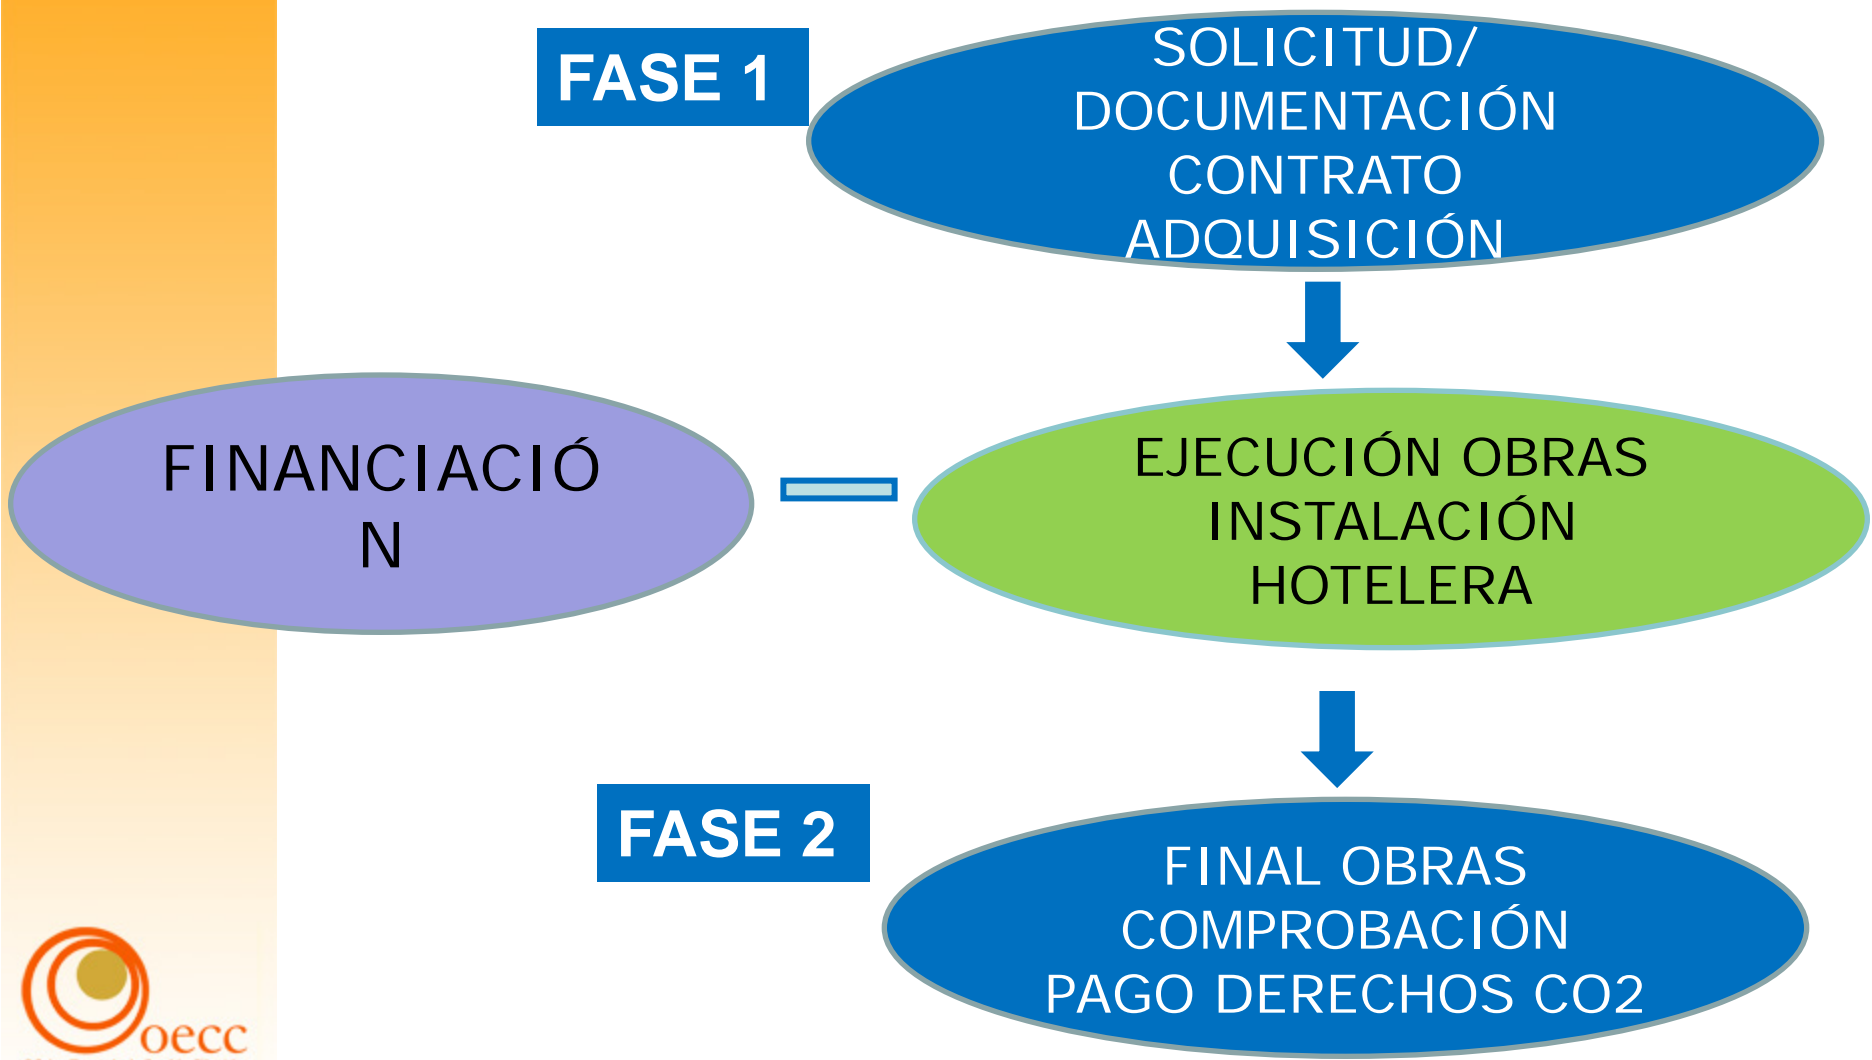 FASE 1
SOLICITUD/
DOCUMENTACIÓN
CONTRATO
ADQUISICIÓN
FINANCIACIÓ
N
EJECUCIÓN OBRAS
INSTALACIÓN
HOTELERA
FASE 2
FINAL OBRAS
COMPROBACIÓN
PAGO DERECHOS CO2
oecc